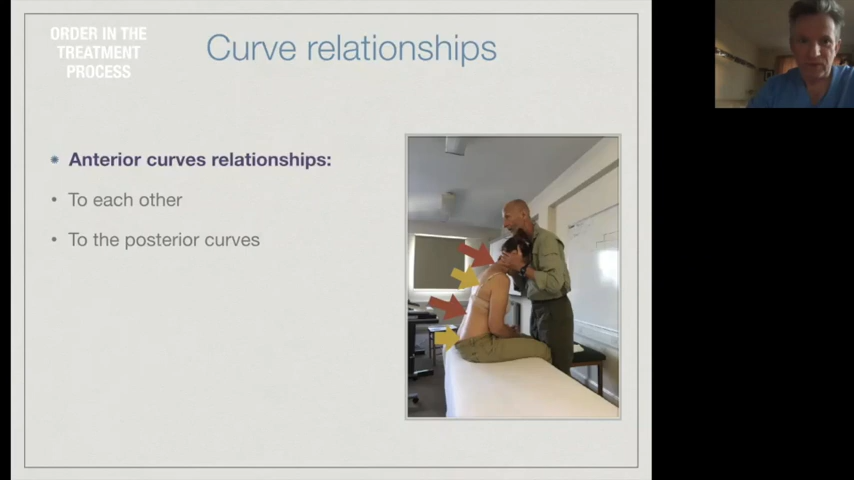 ORDER IN THE
TREATMENT
PROCESS
Curve relationships
Anterior curves relationships:
To each other
To the posterior curves